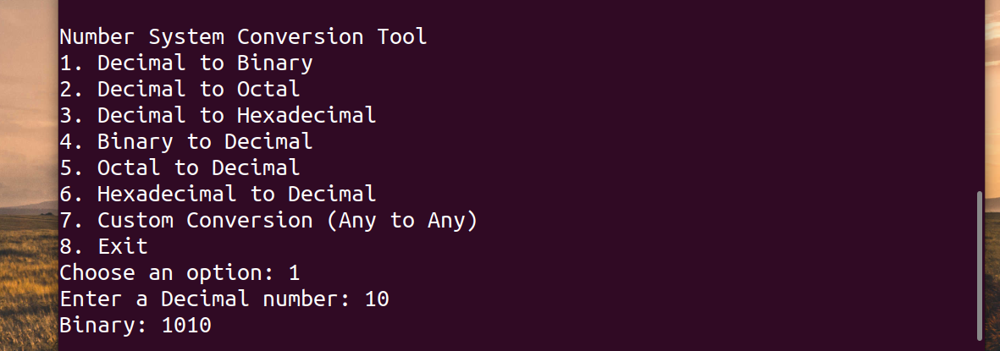 Number System Conversion Tool
1. Decimal to Binary
2. Decimal to Octal
3. Decimal to Hexadecimal
4. Binary to Decimal
5. Octal to Decimal
6. Hexadecimal to Decimal
7. Custom Conversion (Any to Any)
8. Exit
Choose an option: 1
Enter a Decimal number: 10
Binary: 1010